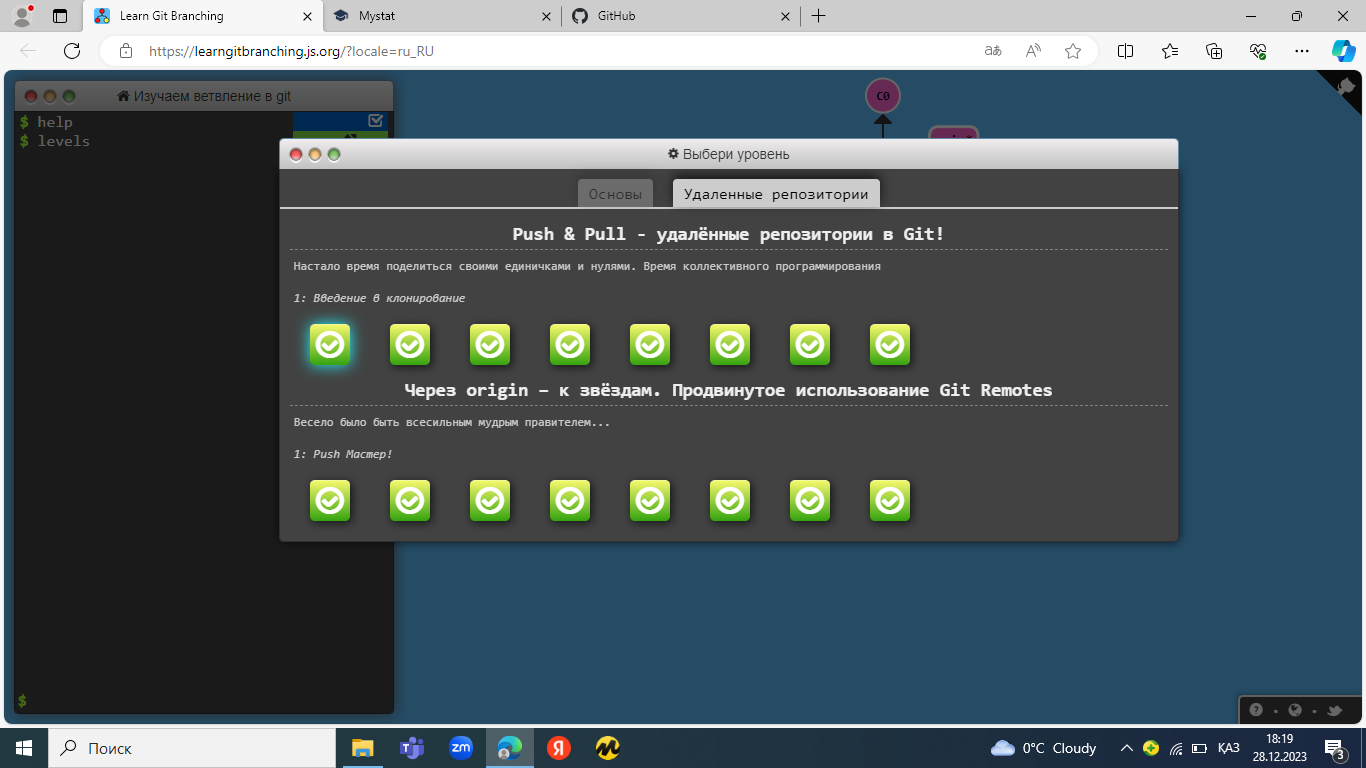 Learn Git Branching
Mystat
GitHub
https://learngitbranching.js.org/?locale=ru_RU
Изучаем ветвление в git
$ help
$ levels
C0
Выбери уровень
Основы
Удаленные репозитории
Push & Pull - удалённые репозитории в Git!
Настало время поделиться своими единичками и нулями. Время коллективного программирования
1: Введение в клонирование
Через origin – к звёздам. Продвинутое использование Git Remotes
Весело было быть всесильным мудрым правителем...
1: Push Мастер!
$
Поиск
zm
Я
0°C Cloudy
ҚАЗ
18:19
28.12.2023
3